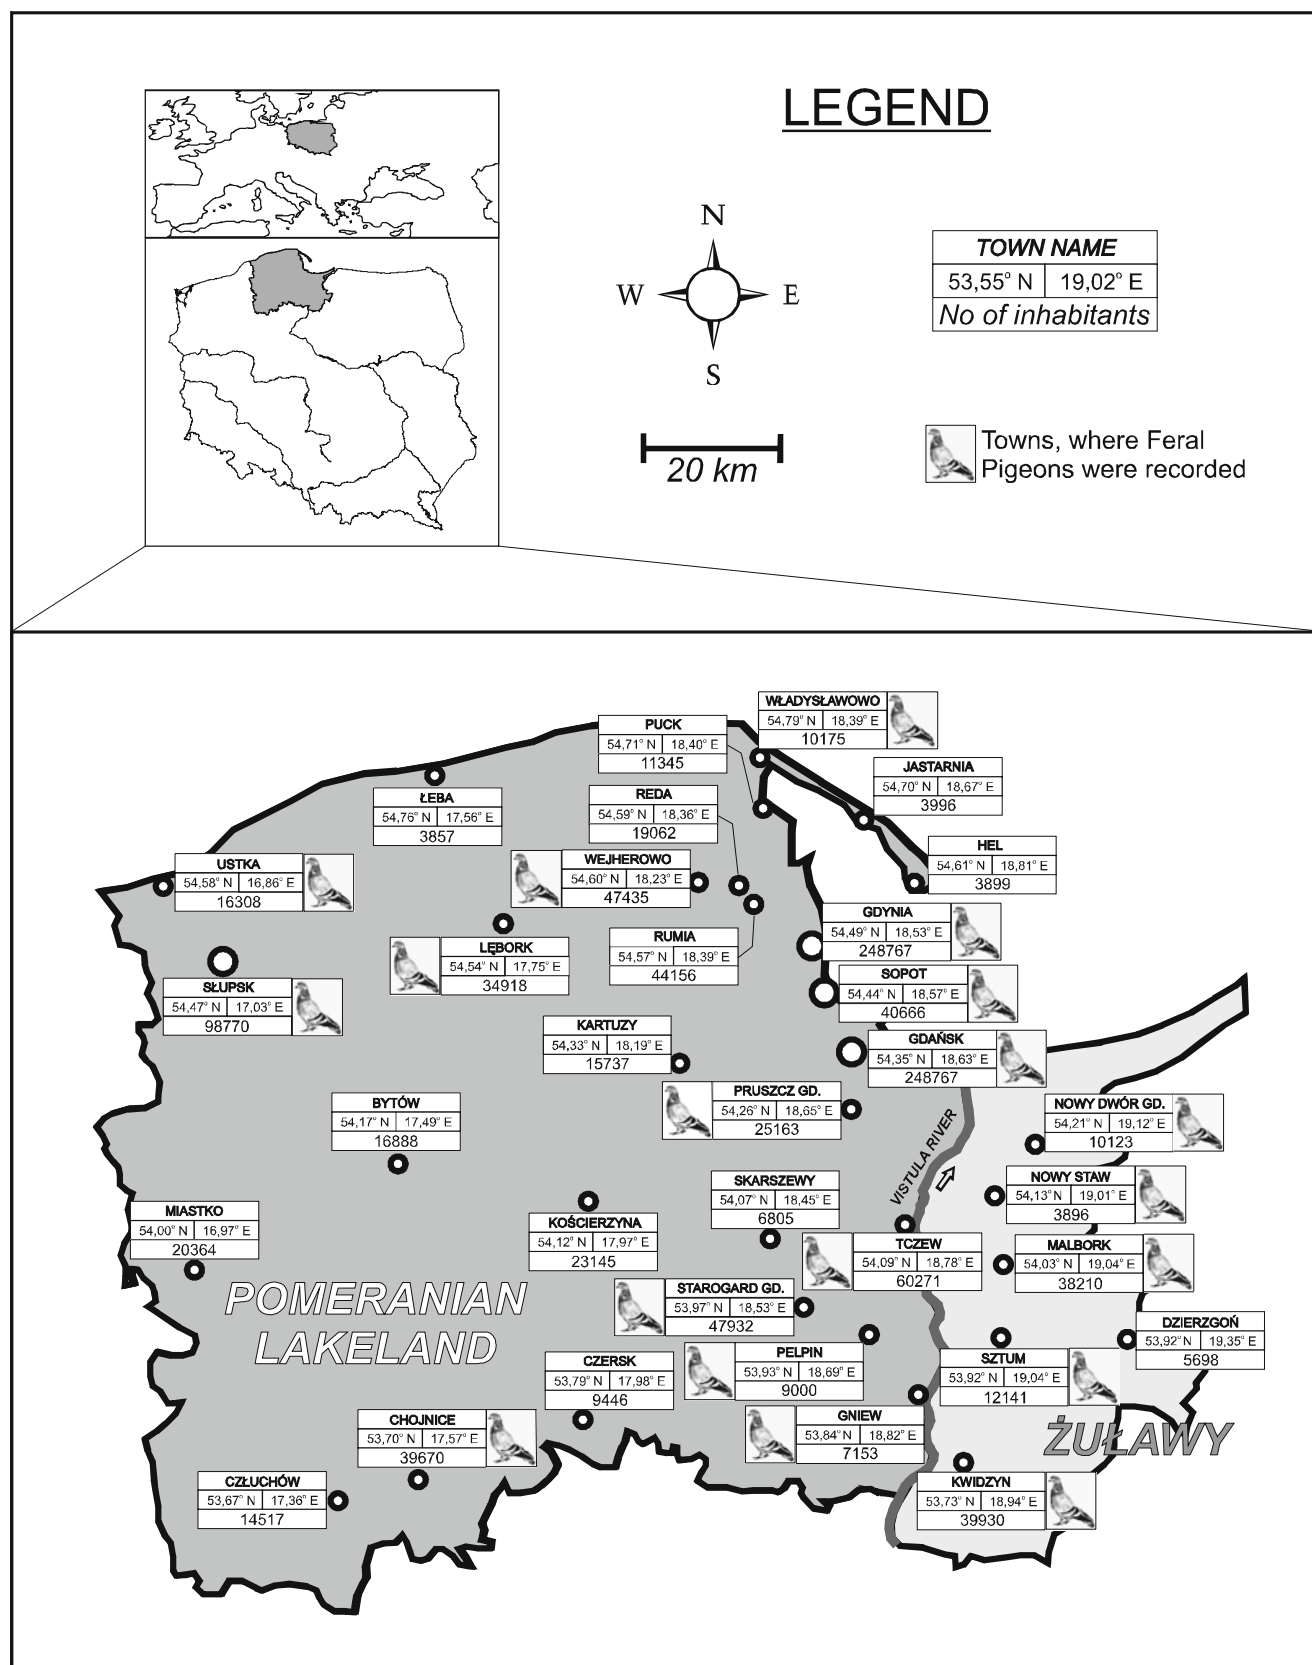 LEGEND
N
W
E
S
20 km
TOWN NAME
53,55° N 19,02° E
No of inhabitants
Towns, where Feral
Pigeons were recorded
WŁADYSŁAWOWO
54,79° N 18,39° E
10175
PUCK
54,71° N 18,40° E
11345
JASTARNIA
54,70° N 18,67° E
3996
ŁEBA
54,76° N 17,56° E
3857
REDA
54,59° N 18,36° E
19062
HEL
54,61° N 18,81° E
3899
USTKA
54,58° N 16,86° E
16308
WEJHEROWO
54,60° N 18,23° E
47435
GDYNIA
54,49° N 18,53° E
248767
LĘBORK
54,54° N 17,75° E
34918
RUMIA
54,57° N 18,39° E
44156
SOPOT
54,44° N 18,57° E
40666
SŁUPSK
54,47° N 17,03° E
98770
KARTUZY
54,33° N 18,19° E
15737
GDAŃSK
54,35° N 18,63° E
248767
PRUSZCZ GD.
54,26° N 18,65° E
25163
BYTÓW
54,17° N 17,49° E
16888
NOWY DWÓR GD.
54,21° N 19,12° E
10123
VISTULA RIVER
SKARSZEWY
54,07° N 18,45° E
6805
NOWY STAW
54,13° N 19,01° E
3896
MIASTKO
54,00° N 16,97° E
20364
KOŚCIERZYNA
54,12° N 17,97° E
23145
TCZEW
54,09° N 18,78° E
60271
MALBORK
54,03° N 19,04° E
38210
POMERANIAN
LAKELAND
STAROGARD GD.
53,97° N 18,53° E
47932
DZIERZGOŃ
53,92° N 19,35° E
5698
CZERSK
53,79° N 17,98° E
9446
PELPIN
53,93° N 18,69° E
9000
SZTUM
53,92° N 19,04° E
12141
CHOJNICE
53,70° N 17,57° E
39670
GNIEW
53,84° N 18,82° E
7153
ŻUŁAWY
CZŁUCHÓW
53,67° N 17,36° E
14517
KWIDZYN
53,73° N 18,94° E
39930